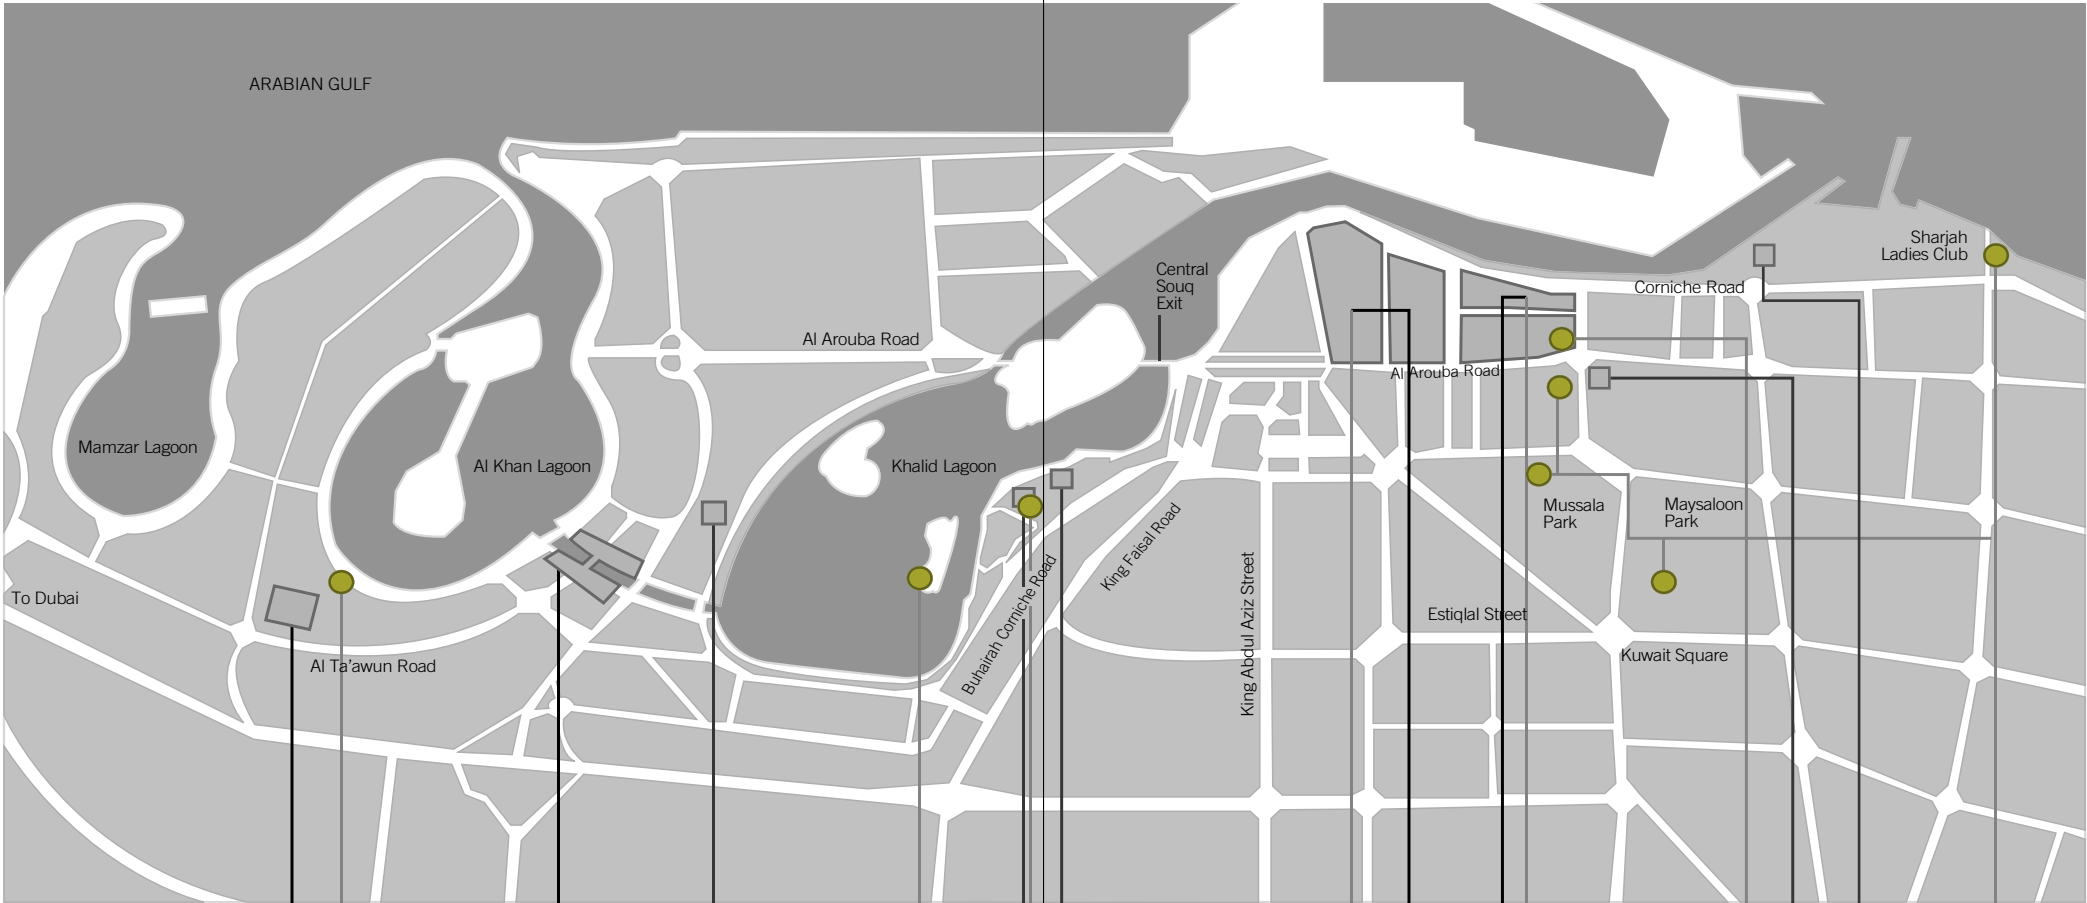 ARABIAN GULF
Sharjah
Ladies Club
Central
Souq
Exit
Corniche Road
Al Arouba Road
Al Arouba Road
Mamzar Lagoon
Al Khan Lagoon
Khalid Lagoon
Mussala
Park
Maysaloon
Park
King Faisal Road
Buhairah Corniche Road
King Abdul Aziz Street
To Dubai
Estiqlal Street
Kuwait Square
Al Ta'awun Road